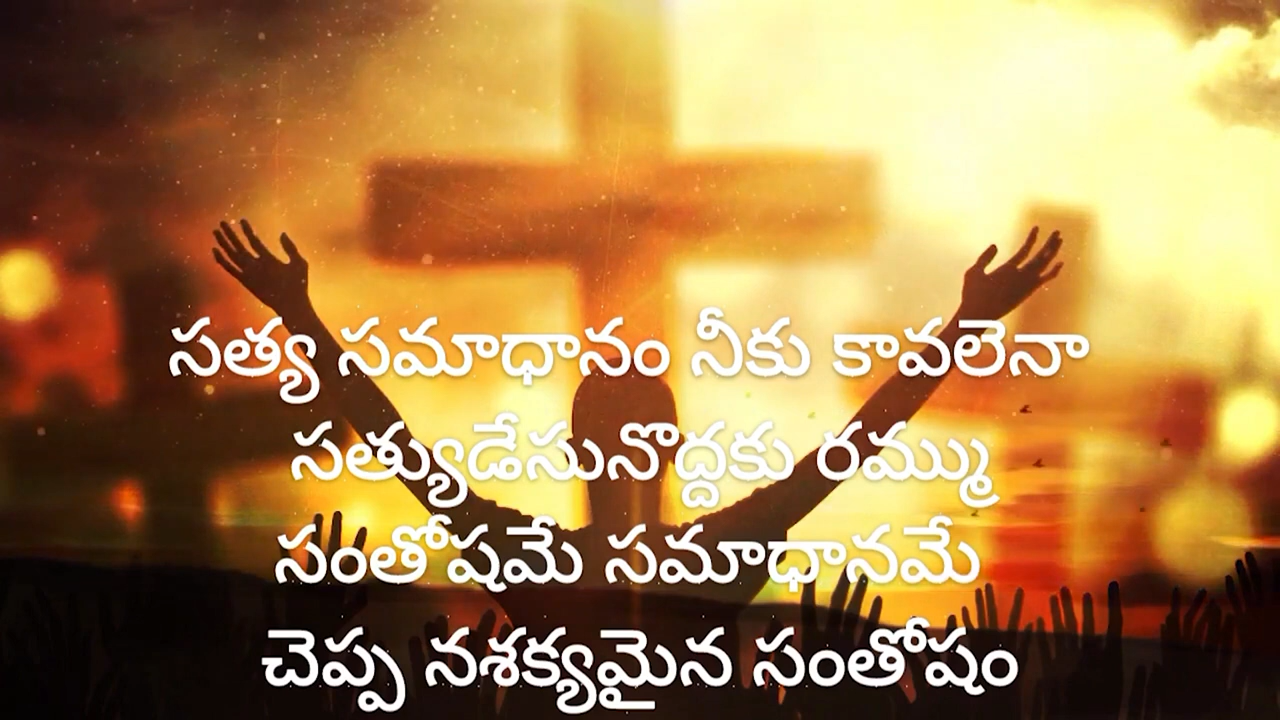 సత్య సమాధానం నీకు కావలెనా
సత్యుడేసునొద్దకు రమ్ము
సంతోషమే సమాధానమే
చెప్ప నశక్యమైన సంతోషం